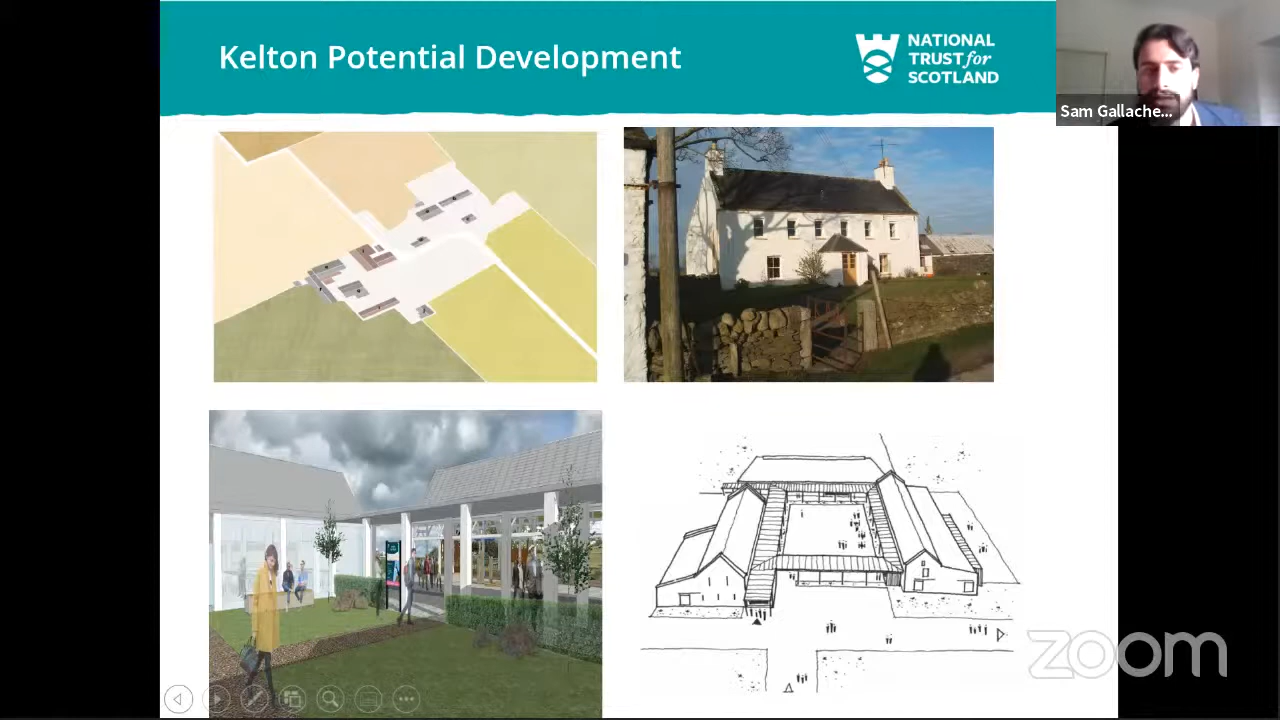 Kelton Potential Development
NATIONAL
TRUST for
SCOTLAND
Sam Gallache...
zoom